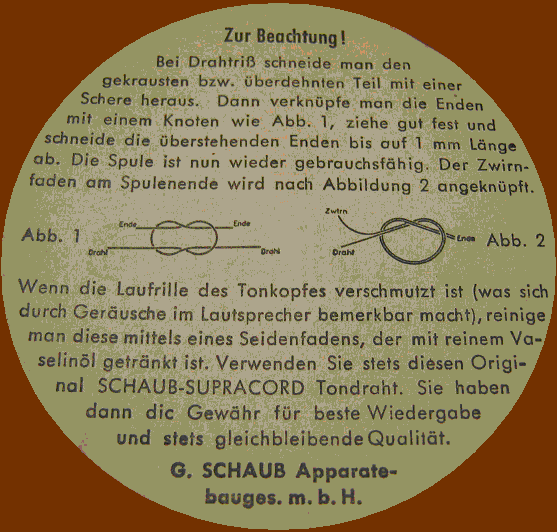 Zur Beachtung!
Bei Drahtriß schneide man den
gekrausten bzw. überdehnten Teil mit einer
Schere heraus. Dann verknüpfe man die Enden
mit einem Knoten wie Abb. 1, ziehe gut fest und
schneide die überstehenden Enden bis auf 1 mm Länge
ab. Die Spule ist nun wieder gebrauchsfähig. Der Zwirn-
faden am Spulenende wird nach Abbildung 2 angeknüpft.
Abb. 1
Ende
Ende
Draht
Draht
Zwirn
Draht
Ende
Abb. 2
Wenn die Laufrille des Tonkopfes verschmutzt ist (was sich
durch Geräusche im Lautsprecher bemerkbar macht), reinige
man diese mittels eines Seidenfadens, der mit reinem Va-
selinöl getränkt ist. Verwenden Sie stets diesen Origi-
nal SCHAUB-SUPRACORD Tondraht. Sie haben
dann die Gewähr für beste Wiedergabe
und stets gleichbleibende Qualität.
G. SCHAUB Apparate-
bauges. m. b. H.